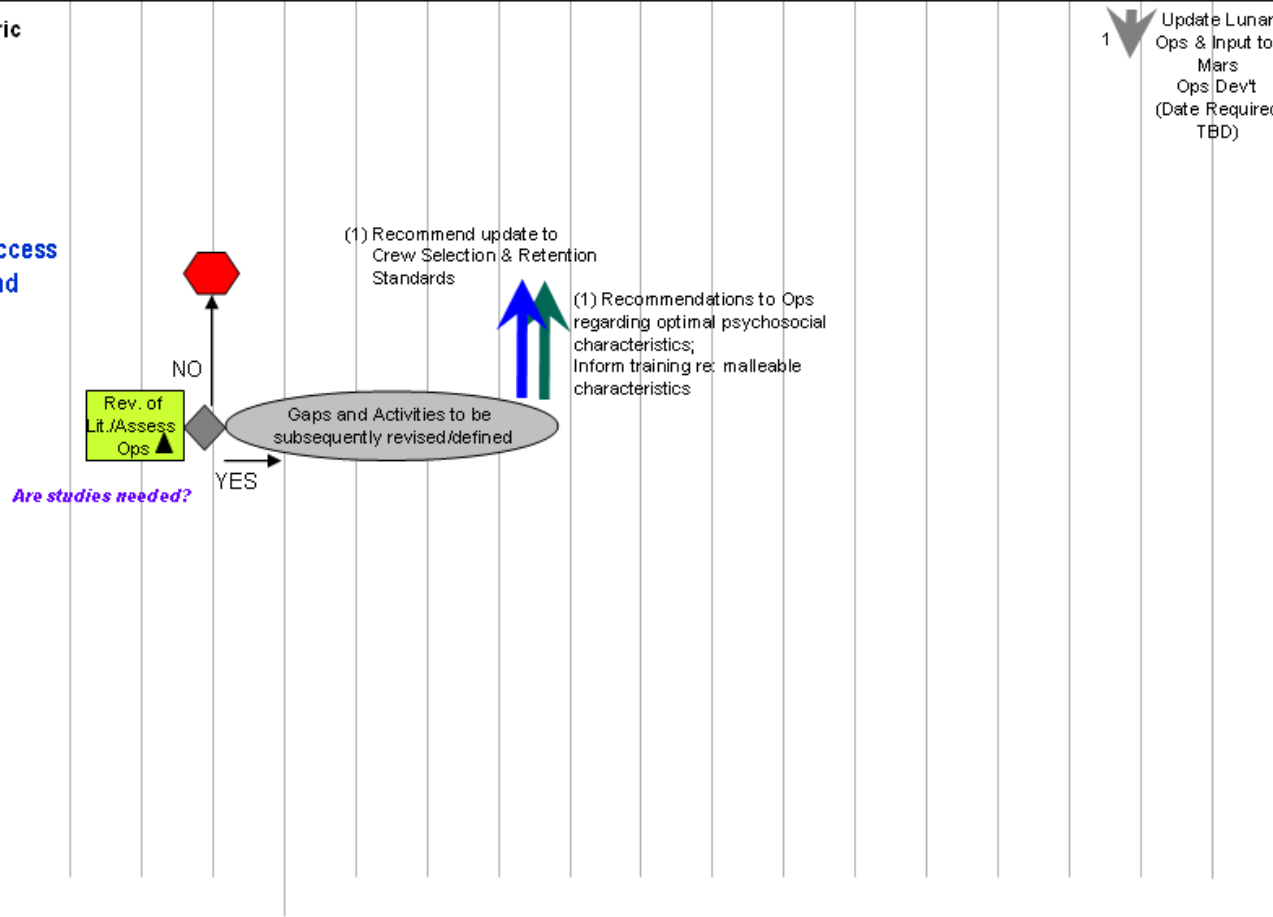 ric
1
Update Lunar
Ops & Input to
Mars
Ops Dev't
(Date Required
TBD)
ccess
nd
(1) Recommend update to
Crew Selection & Retention
Standards
(1) Recommendations to Ops
regarding optimal psychosocial
characteristics;
Inform training re: malleable
characteristics
NO
Rev. of
Lit./Assess
Ops
Gaps and Activities to be
subsequently revised/defined
YES
Are studies needed?